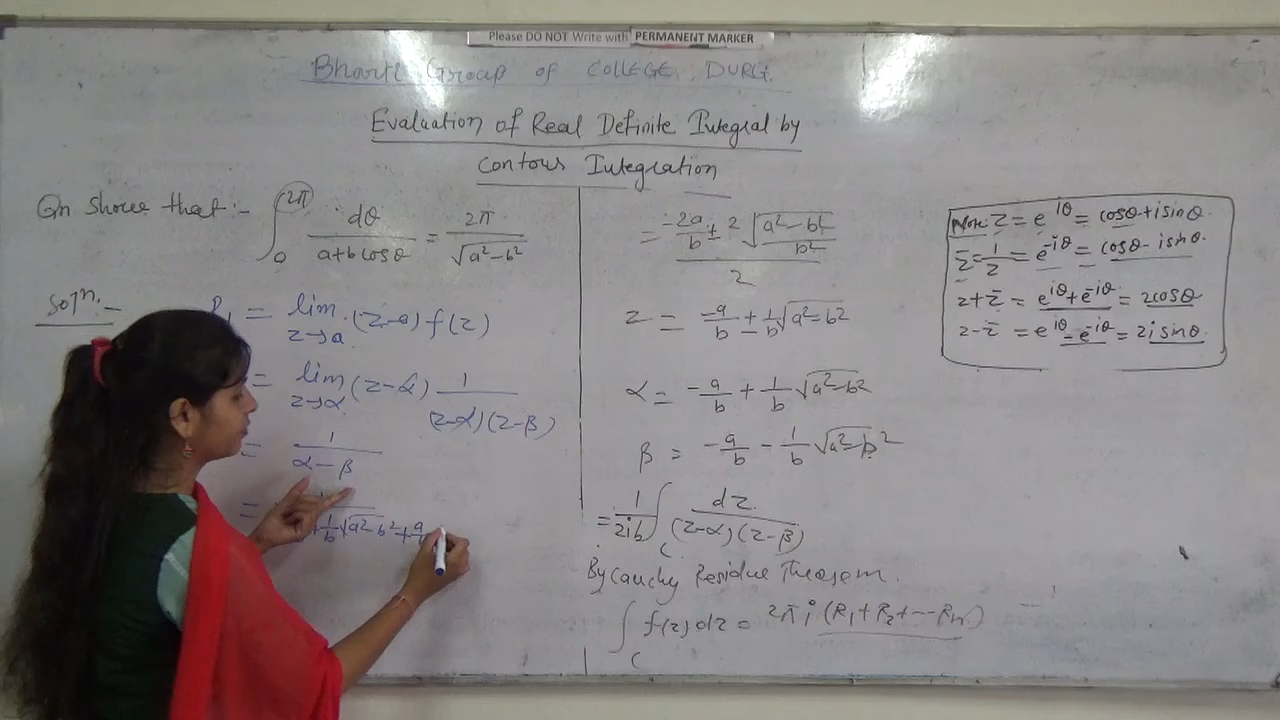 Please DO NOT Write with PERMANENT MARKER
Bharti Group of COLLEGE DURG.
Evaluation of Real Definite Integral by
Contour Integration
Qn show that :- ∫₀^2π dθ / (a+b cosθ) = 2π / √(a²-b²)
Soln. -
R₁ = lim z→a (z-a) f(z)
= lim z→α (z-α) 1 / ((z-α)(z-β))
= 1 / (α-β)
+ 1/b √a²-b² + a
= (-2a/b ± 2 √((a²-b²)/b²)) / 2
z = -a/b ± 1/b √a²-b²
α = -a/b + 1/b √a²-b²
β = -a/b - 1/b √a²-b²
= 1/2ib ∫c dz / ((z-α)(z-β))
By Cauchy Residue Theorem.
∫c f(z) dz = 2πi (R₁+R₂+---Rn)
Note: z = e^iθ = cosθ+i sinθ.
z̄ = 1/z = e^-iθ = cosθ - i sinθ.
z+z̄ = e^iθ + e^-iθ = 2cosθ
z-z̄ = e^iθ - e^-iθ = 2i sinθ.